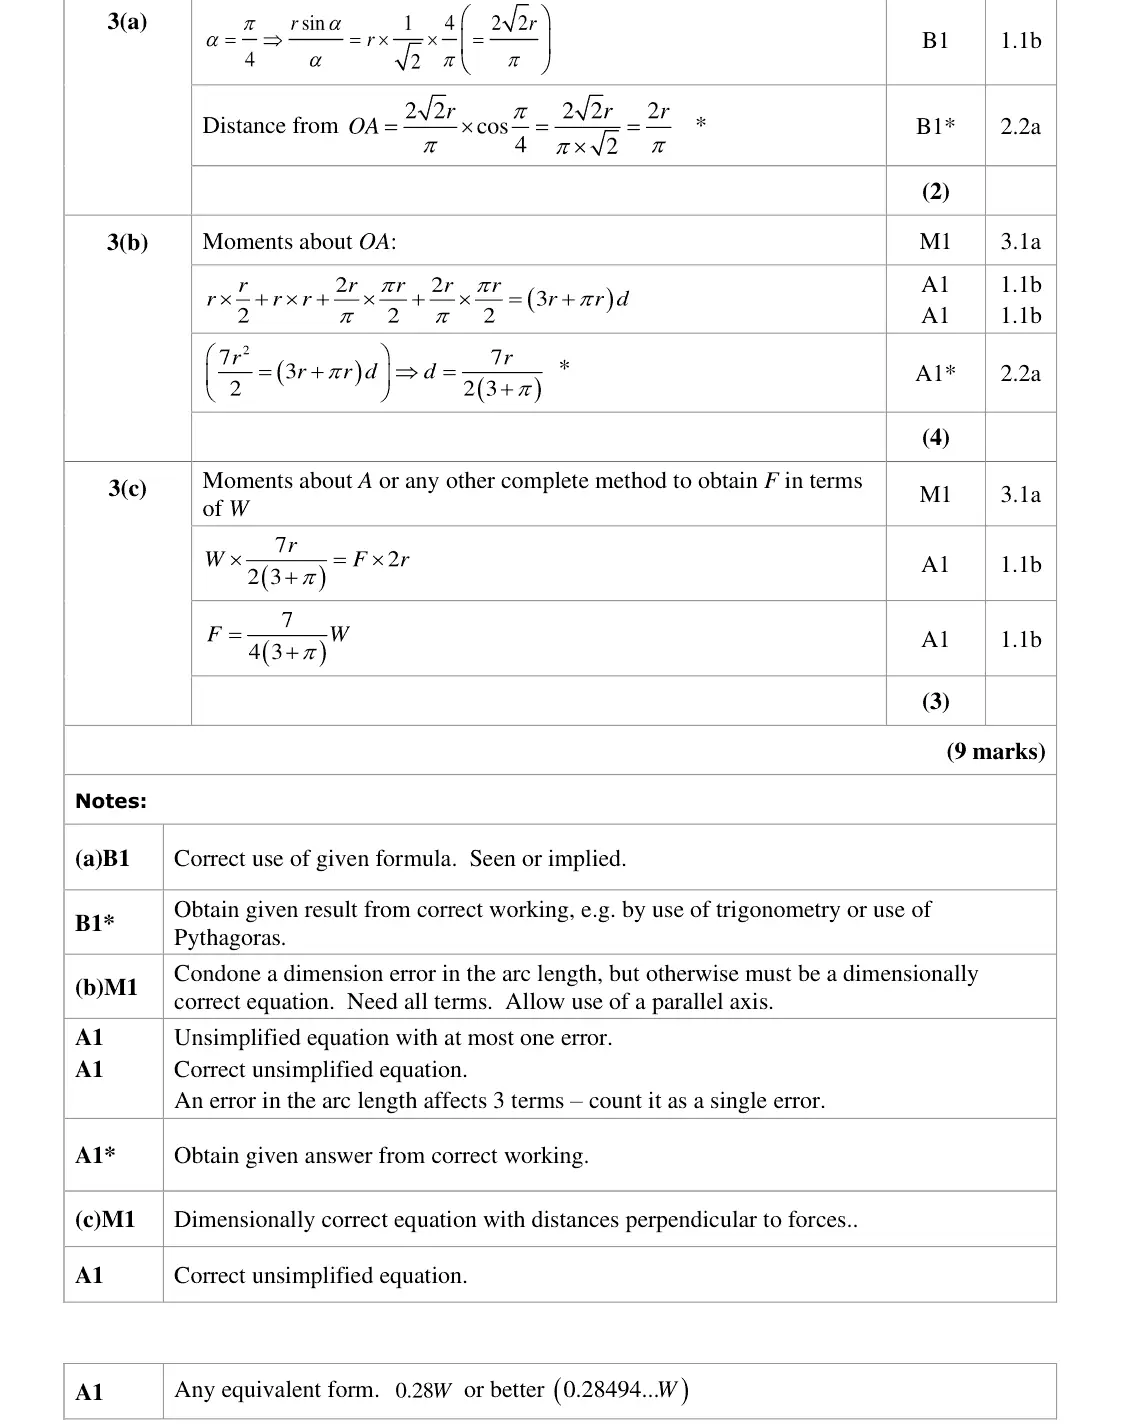 3(a) α = π/4 ⇒ r sin α/α = r × 1/√2 × 4/π (= 2√2r/π) B1 1.1b
Distance from OA = 2√2r/π × cos π/4 = 2√2r/(π × √2) = 2r/π * B1* 2.2a
(2)
3(b) Moments about OA: M1 3.1a
r × r/2 + r × r + 2r/π × πr/2 + 2r/π × πr/2 = (3r + πr)d A1 1.1b
A1 1.1b
(7r²/2 = (3r + πr)d) ⇒ d = 7r/2(3 + π) * A1* 2.2a
(4)
3(c) Moments about A or any other complete method to obtain F in terms
of W M1 3.1a
W × 7r/2(3 + π) = F × 2r A1 1.1b
F = 7/4(3 + π) W A1 1.1b
(3)
(9 marks)
Notes:
(a)B1 Correct use of given formula. Seen or implied.
B1* Obtain given result from correct working, e.g. by use of trigonometry or use of
Pythagoras.
(b)M1 Condone a dimension error in the arc length, but otherwise must be a dimensionally
correct equation. Need all terms. Allow use of a parallel axis.
A1 Unsimplified equation with at most one error.
A1 Correct unsimplified equation.
An error in the arc length affects 3 terms – count it as a single error.
A1* Obtain given answer from correct working.
(c)M1 Dimensionally correct equation with distances perpendicular to forces..
A1 Correct unsimplified equation.
A1 Any equivalent form. 0.28W or better (0.28494...W)